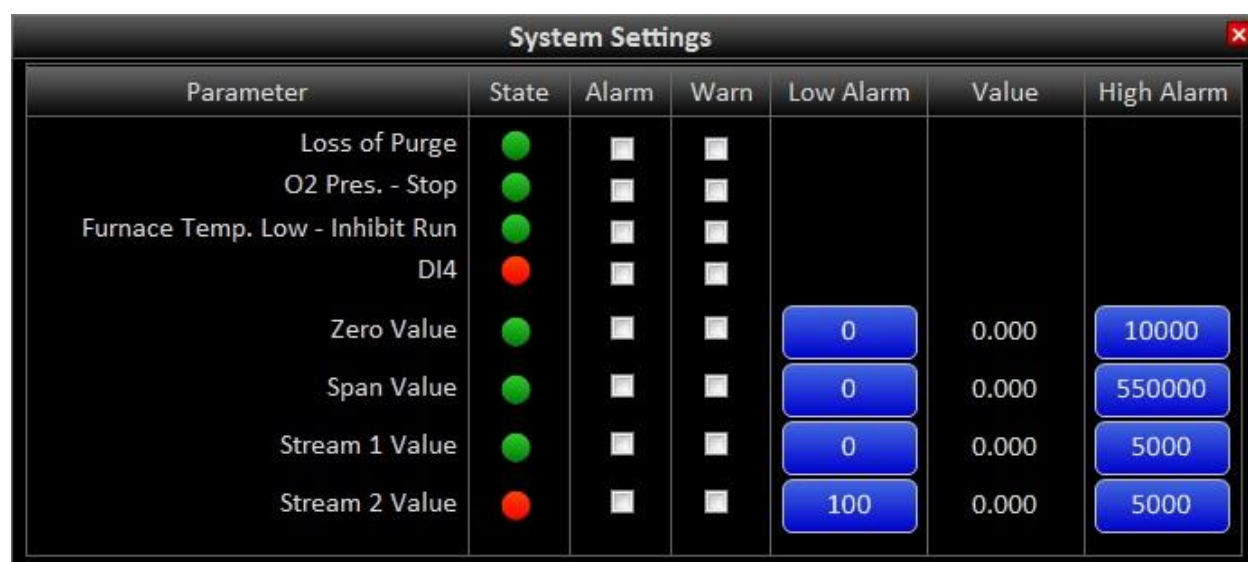 System Settings
Parameter State Alarm Warn Low Alarm Value High Alarm
Loss of Purge
O2 Pres. - Stop
Furnace Temp. Low - Inhibit Run
DI4
Zero Value 0 0.000 10000
Span Value 0 0.000 550000
Stream 1 Value 0 0.000 5000
Stream 2 Value 100 0.000 5000